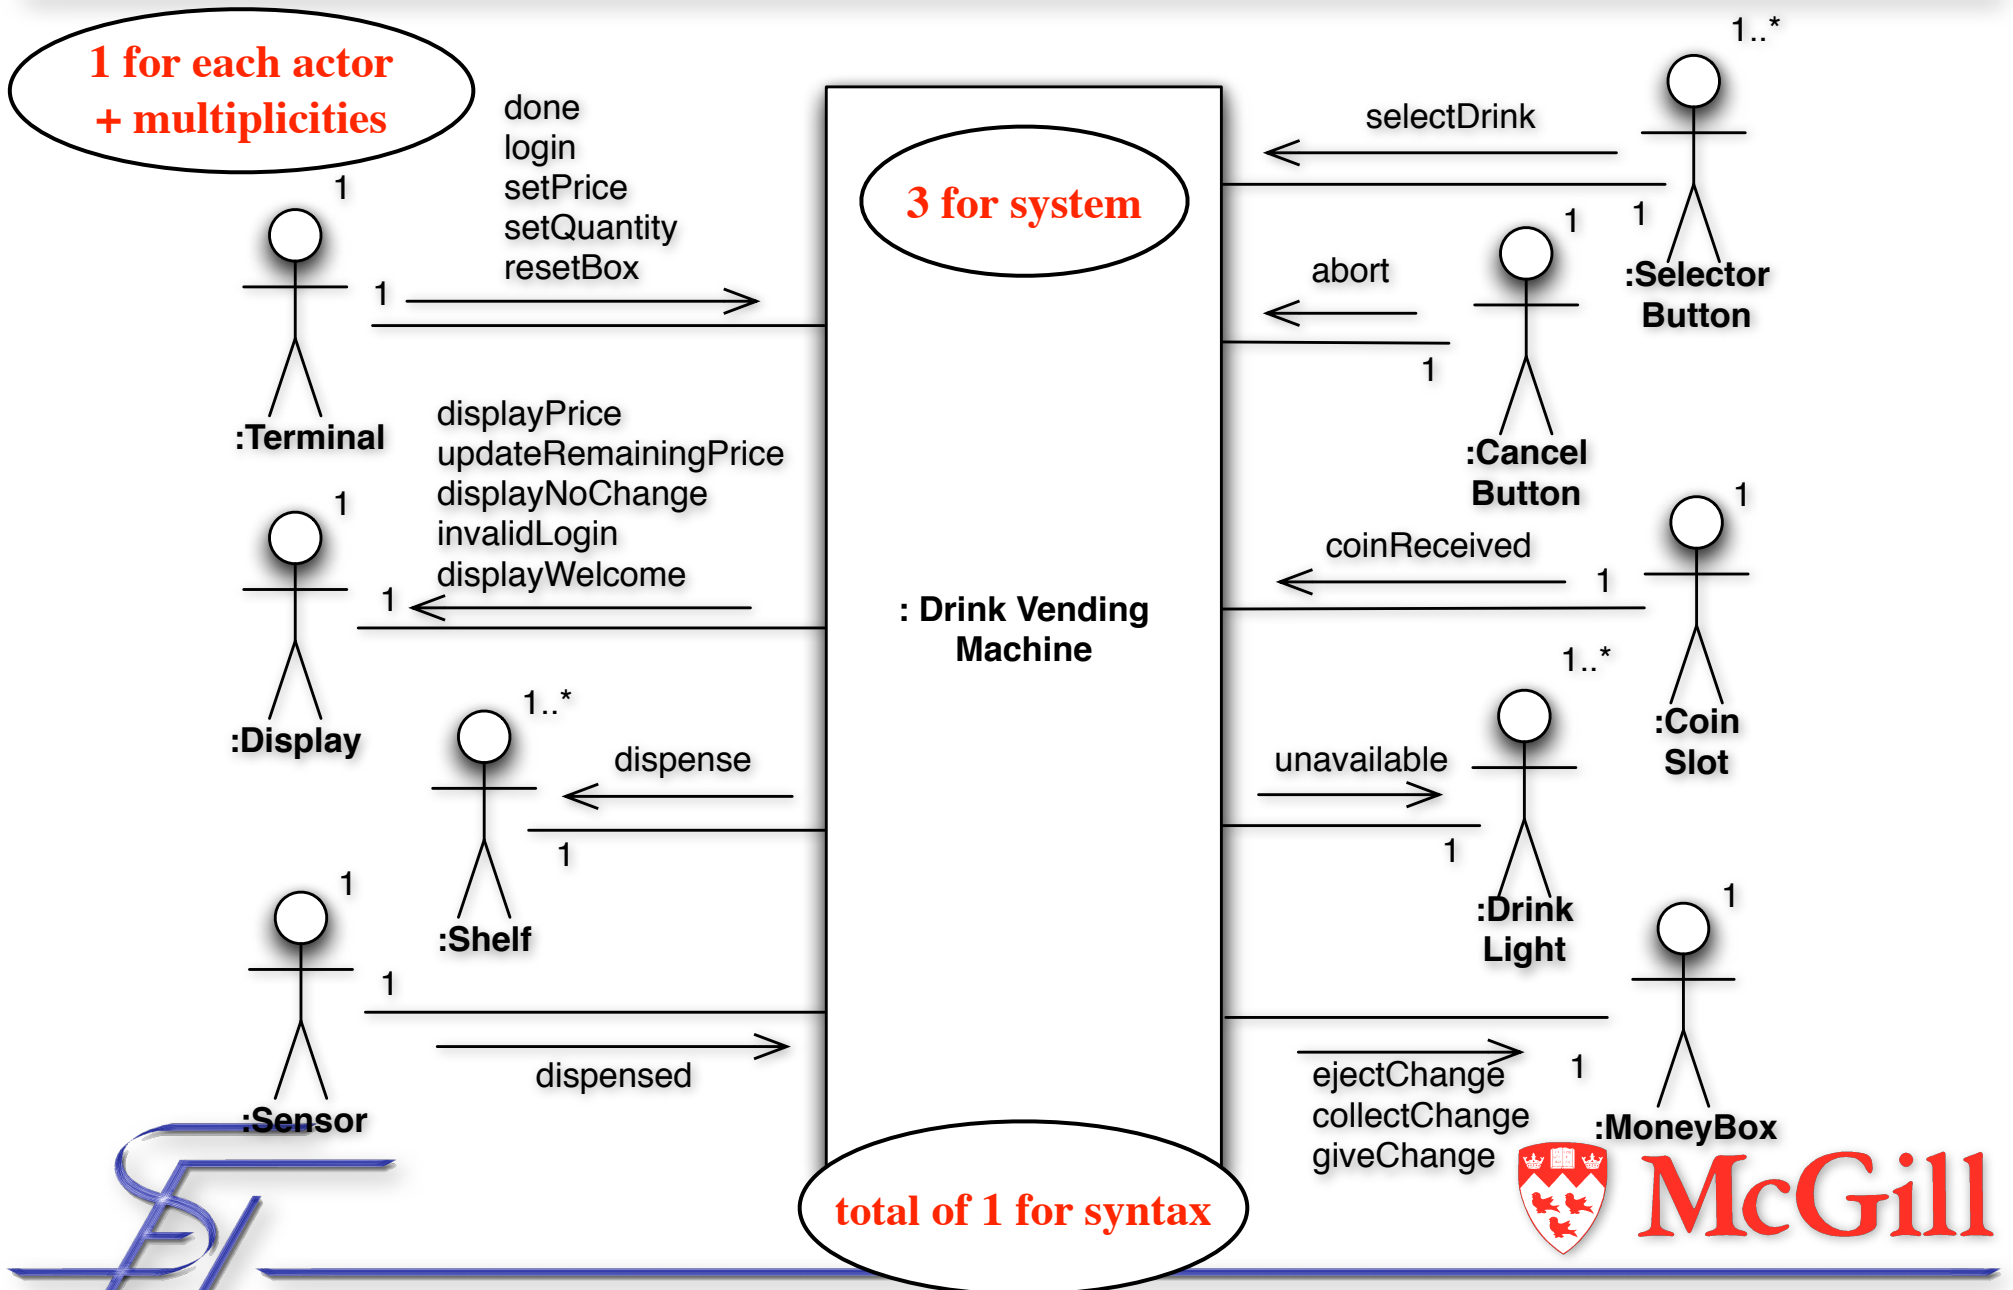 1 for each actor
+ multiplicities
done
login
setPrice
setQuantity
resetBox
1
1
:Terminal
displayPrice
updateRemainingPrice
displayNoChange
invalidLogin
displayWelcome
1
1
:Display
1..*
dispense
1
:Shelf
1
1
dispensed
:Sensor
3 for system
: Drink Vending
Machine
total of 1 for syntax
1..*
selectDrink
1
:Selector
Button
1
abort
1
:Cancel
Button
1
coinReceived
1
:Coin
Slot
1..*
unavailable
1
:Drink
Light
1
1
ejectChange
collectChange
giveChange
:MoneyBox
McGill